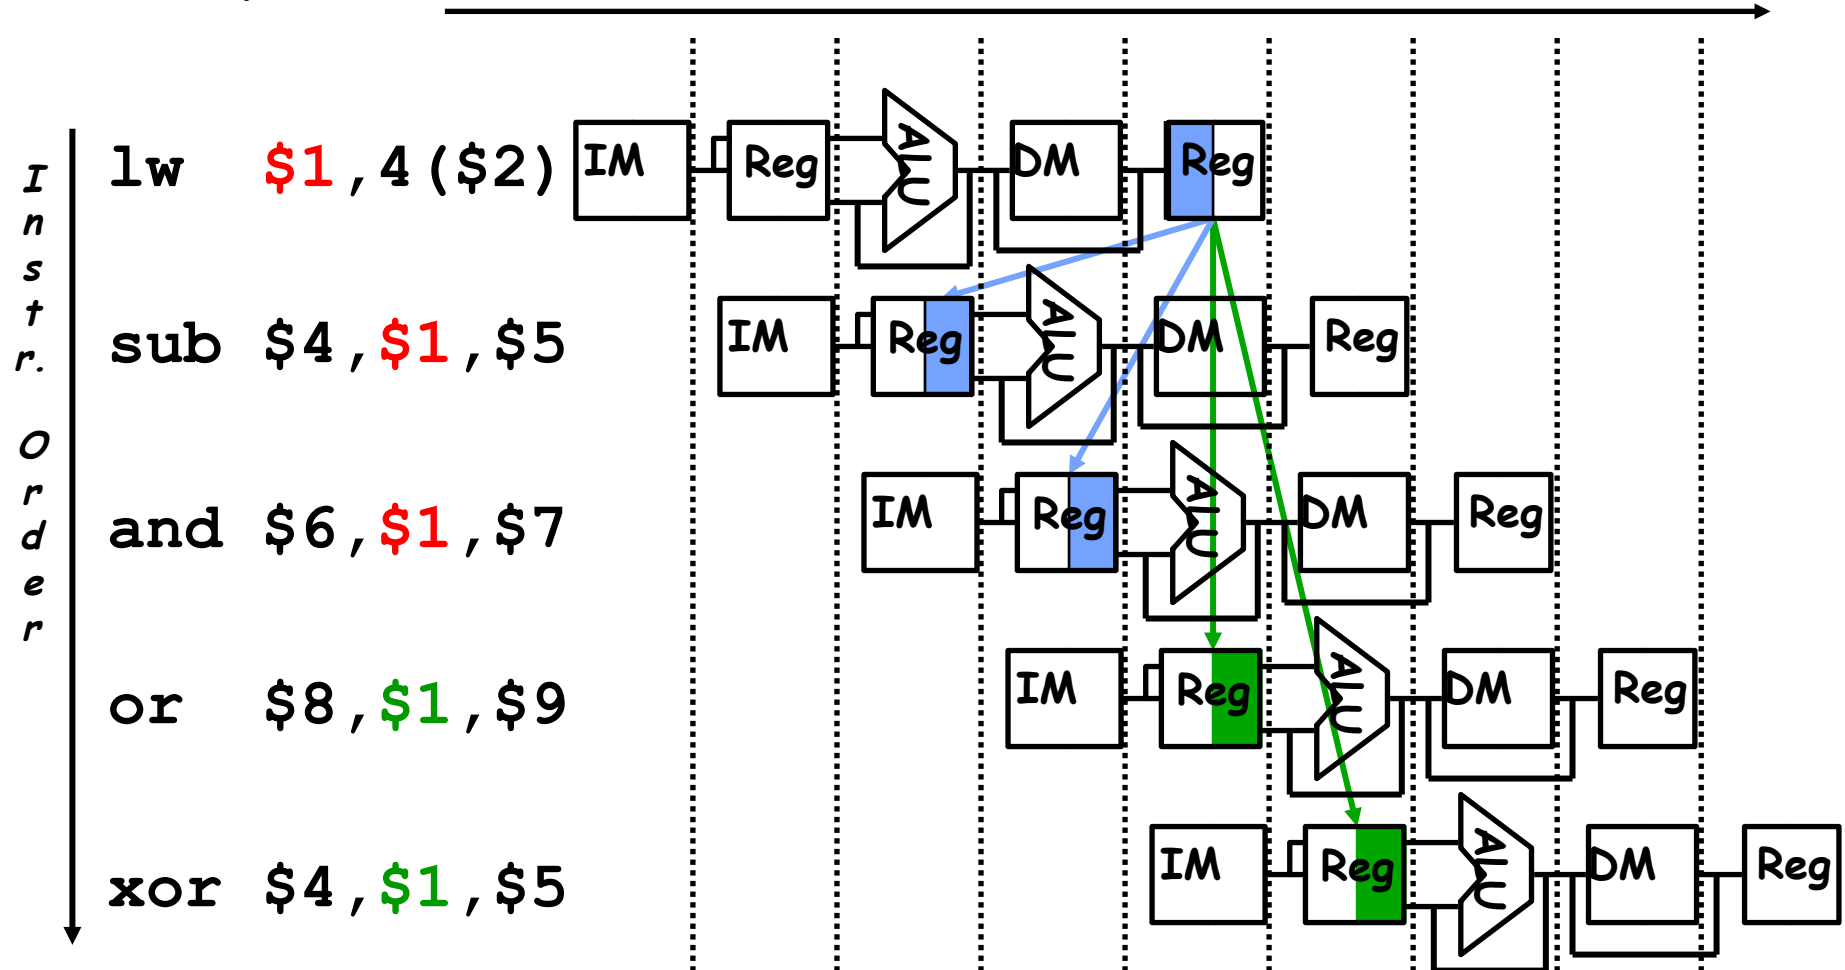 lw $1,4($2) IM Reg ALU DM Reg
sub $4,$1,$5 IM Reg ALU DM Reg
and $6,$1,$7 IM Reg ALU DM Reg
or $8,$1,$9 IM Reg ALU DM Reg
xor $4,$1,$5 IM Reg ALU DM Reg
Instr. Order